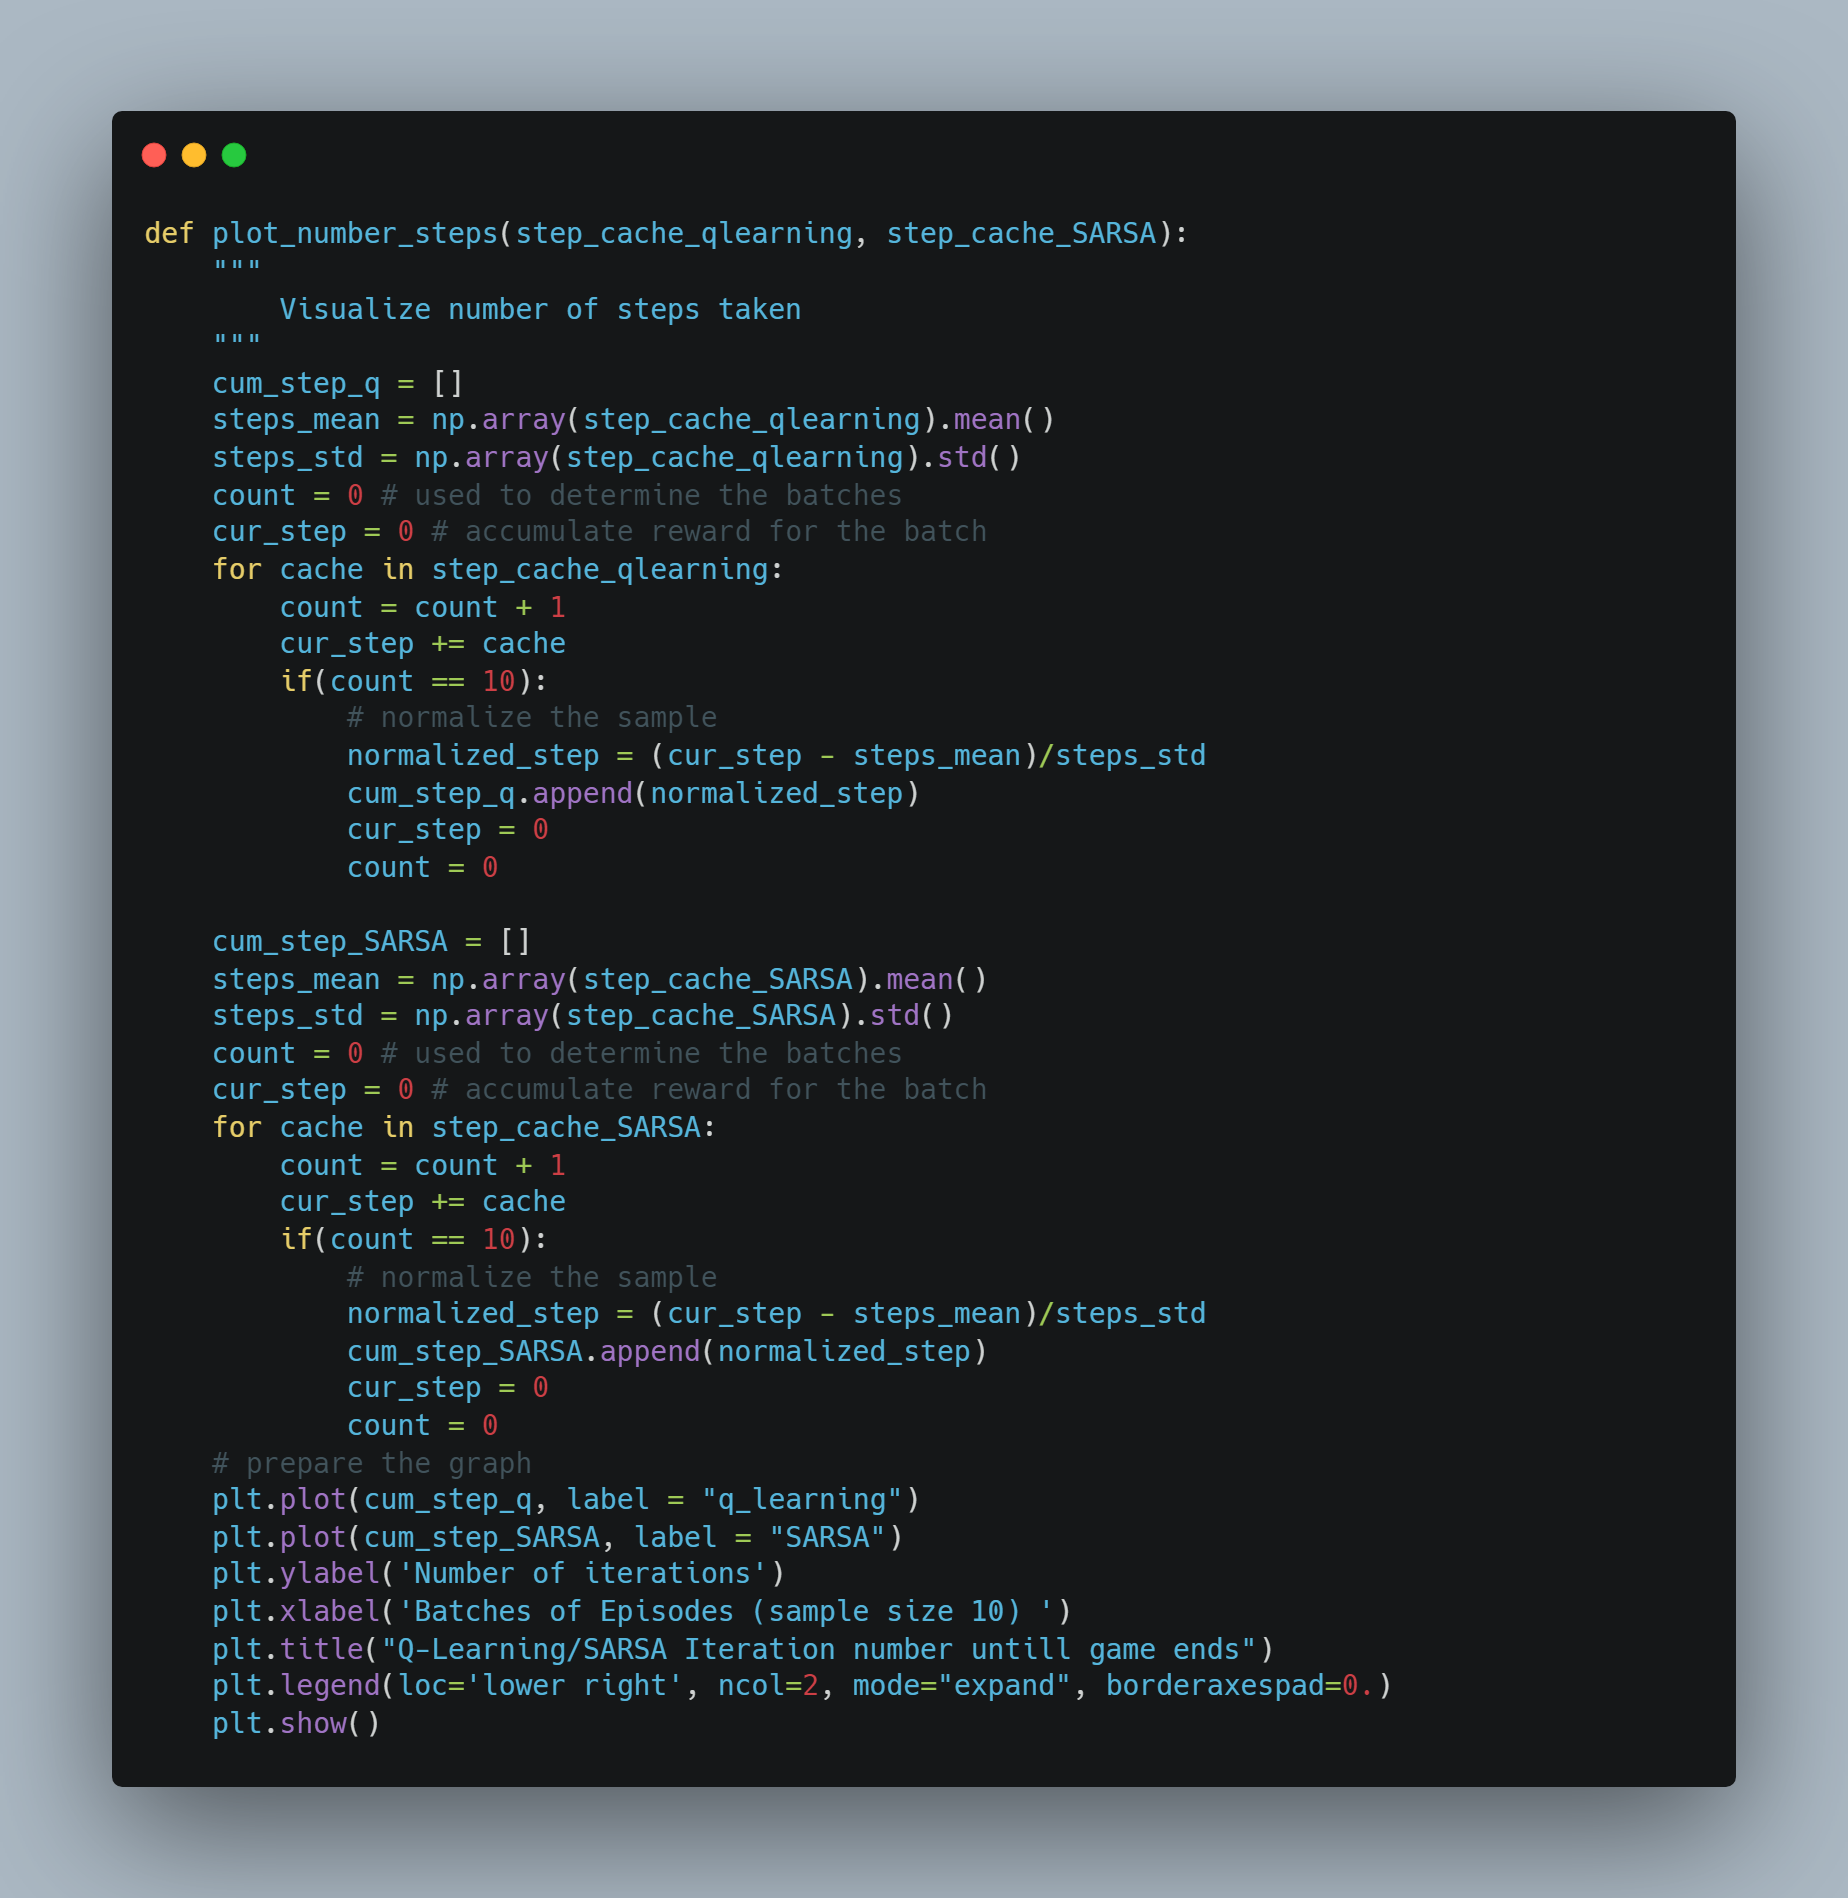 def plot_number_steps(step_cache_qlearning, step_cache_SARSA):
    """
        Visualize number of steps taken
    """
    cum_step_q = []
    steps_mean = np.array(step_cache_qlearning).mean()
    steps_std = np.array(step_cache_qlearning).std()
    count = 0 # used to determine the batches
    cur_step = 0 # accumulate reward for the batch
    for cache in step_cache_qlearning:
        count = count + 1
        cur_step += cache
        if(count == 10):
            # normalize the sample
            normalized_step = (cur_step - steps_mean)/steps_std
            cum_step_q.append(normalized_step)
            cur_step = 0
            count = 0

    cum_step_SARSA = []
    steps_mean = np.array(step_cache_SARSA).mean()
    steps_std = np.array(step_cache_SARSA).std()
    count = 0 # used to determine the batches
    cur_step = 0 # accumulate reward for the batch
    for cache in step_cache_SARSA:
        count = count + 1
        cur_step += cache
        if(count == 10):
            # normalize the sample
            normalized_step = (cur_step - steps_mean)/steps_std
            cum_step_SARSA.append(normalized_step)
            cur_step = 0
            count = 0
    # prepare the graph
    plt.plot(cum_step_q, label = "q_learning")
    plt.plot(cum_step_SARSA, label = "SARSA")
    plt.ylabel('Number of iterations')
    plt.xlabel('Batches of Episodes (sample size 10) ')
    plt.title("Q-Learning/SARSA Iteration number untill game ends")
    plt.legend(loc='lower right', ncol=2, mode="expand", borderaxespad=0.)
    plt.show()